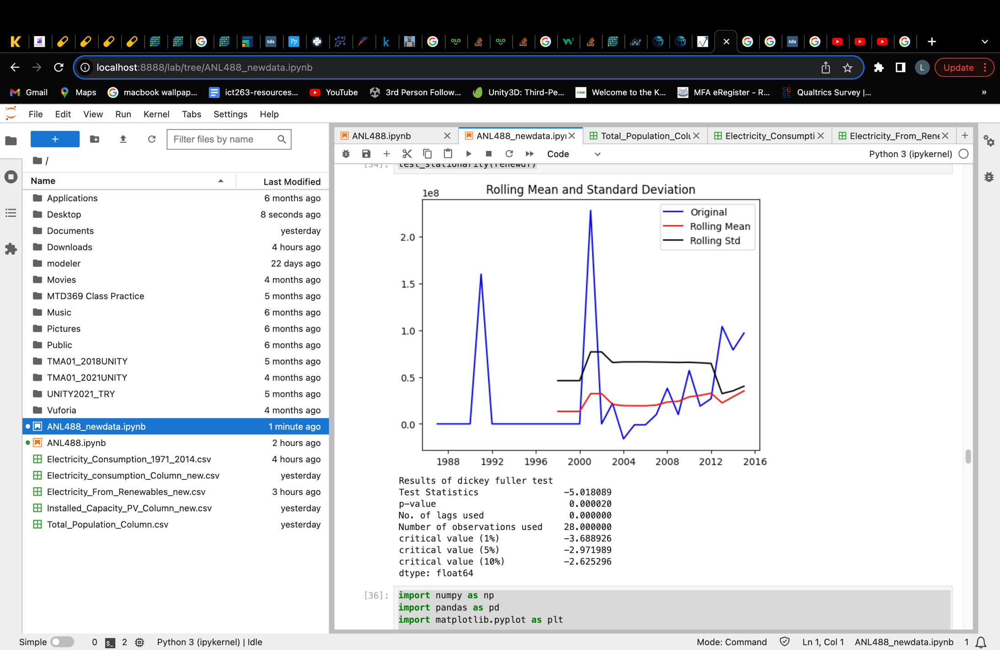 tds
Pp
tds
localhost:8888/lab/tree/ANL488_newdata.ipynb
L
Update
Gmail
Maps
macbook wallpap...
ict263-resources...
YouTube
3rd Person Follow...
Unity3D: Third-Pe...
Welcome to the K...
MFA eRegister - R...
Qualtrics Survey |...
»
File Edit View Run Kernel Tabs Settings Help
Filter files by name
/
Name Last Modified
Applications 6 months ago
Desktop 8 seconds ago
Documents yesterday
Downloads 4 hours ago
modeler 22 days ago
Movies 4 months ago
MTD369 Class Practice 5 months ago
Music 6 months ago
Pictures 6 months ago
Public 6 months ago
TMA01_2018UNITY 5 months ago
TMA01_2021UNITY 4 months ago
UNITY2021_TRY 5 months ago
Vuforia 4 months ago
ANL488_newdata.ipynb 1 minute ago
ANL488.ipynb 2 hours ago
Electricity_Consumption_1971_2014.csv 4 hours ago
Electricity_consumption_Column_new.csv yesterday
Electricity_From_Renewables_new.csv 3 hours ago
Installed_Capacity_PV_Column_new.csv yesterday
Total_Population_Column.csv yesterday
ANL488.ipynb
ANL488_newdata.ipyı
Total_Population_Colu
Electricity_Consumpti
Electricity_From_Rene
Code
Python 3 (ipykernel)
[34]: test_stationarity(renewdf)
Rolling Mean and Standard Deviation
1e8
Original
Rolling Mean
Rolling Std
2.0
1.5
1.0
0.5
0.0
1988 1992 1996 2000 2004 2008 2012 2016
Results of dickey fuller test
Test Statistics -5.018089
p-value 0.000020
No. of lags used 0.000000
Number of observations used 28.000000
critical value (1%) -3.688926
critical value (5%) -2.971989
critical value (10%) -2.625296
dtype: float64
[36]: import numpy as np
import pandas as pd
import matplotlib.pyplot as plt
Simple 0 $_ 2 Python 3 (ipykernel) | Idle
Mode: Command Ln 1, Col 1 ANL488_newdata.ipynb 1